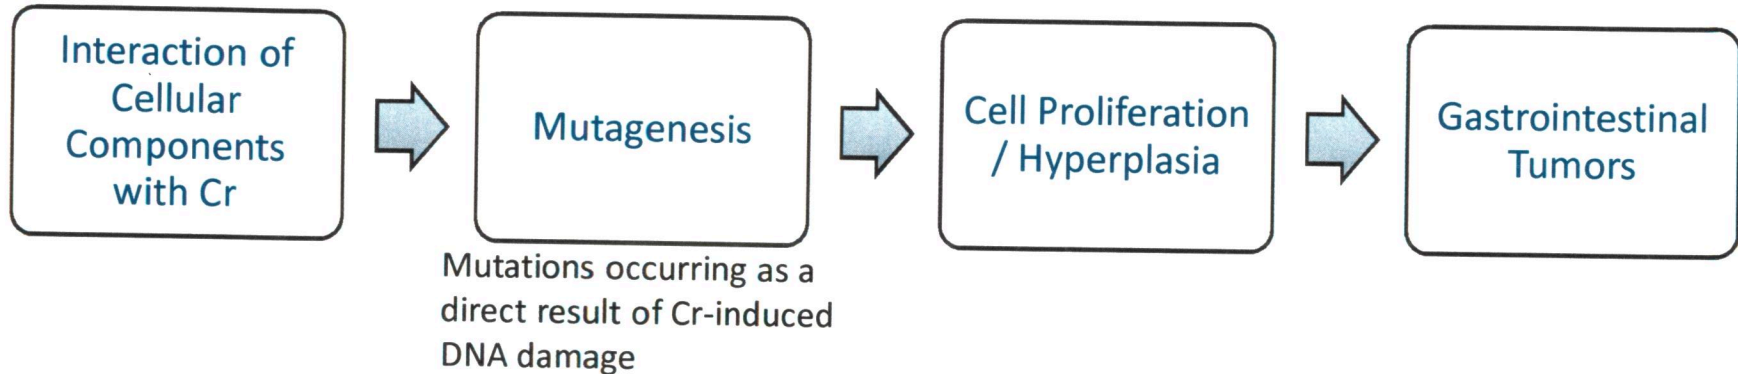 Interaction of
Cellular
Components
with Cr
Mutagenesis
Mutations occurring as a
direct result of Cr-induced
DNA damage
Cell Proliferation
/ Hyperplasia
Gastrointestinal
Tumors